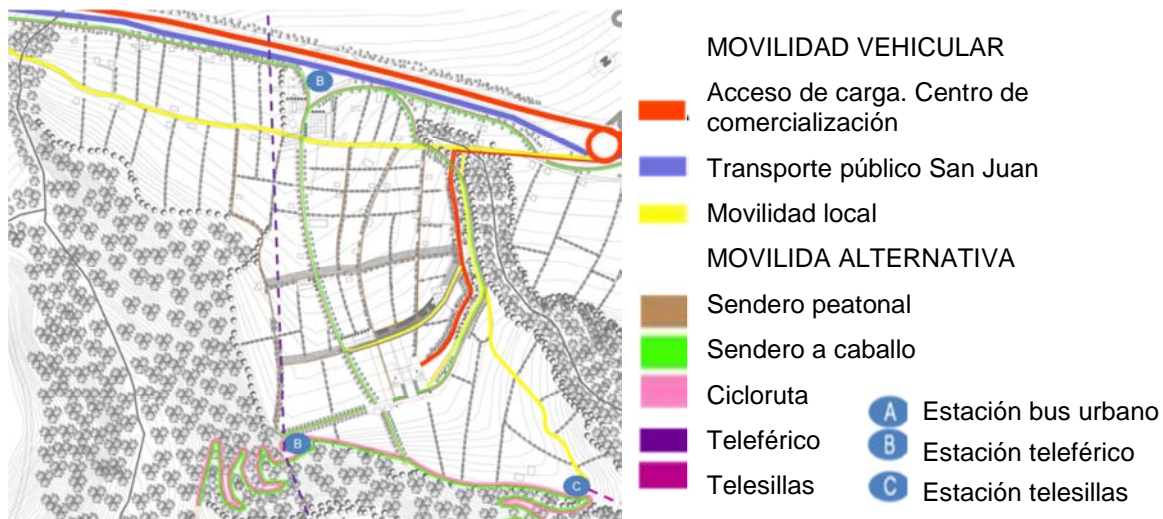 MOVILIDAD VEHICULAR
Acceso de carga. Centro de
comercialización
Transporte público San Juan
Movilidad local
MOVILIDA ALTERNATIVA
Sendero peatonal
Sendero a caballo
Cicloruta
Teleférico
Telesillas
A Estación bus urbano
B Estación teleférico
C Estación telesillas
B
N
B
C